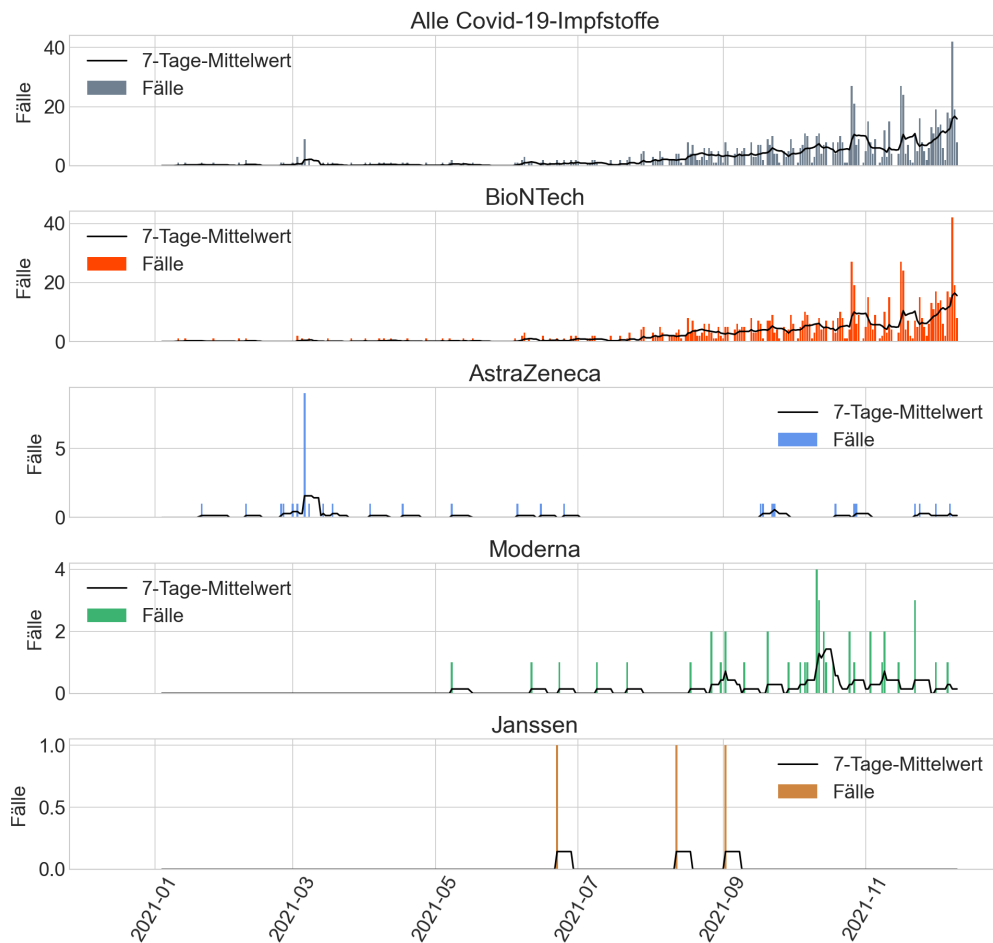 Alle Covid-19-Impfstoffe
40
20
0
Fälle
7-Tage-Mittelwert
Fälle
BioNTech
40
20
0
Fälle
7-Tage-Mittelwert
Fälle
AstraZeneca
5
0
Fälle
7-Tage-Mittelwert
Fälle
Moderna
4
2
0
Fälle
7-Tage-Mittelwert
Fälle
Janssen
1.0
0.5
0.0
Fälle
7-Tage-Mittelwert
Fälle
2021-01
2021-03
2021-05
2021-07
2021-09
2021-11